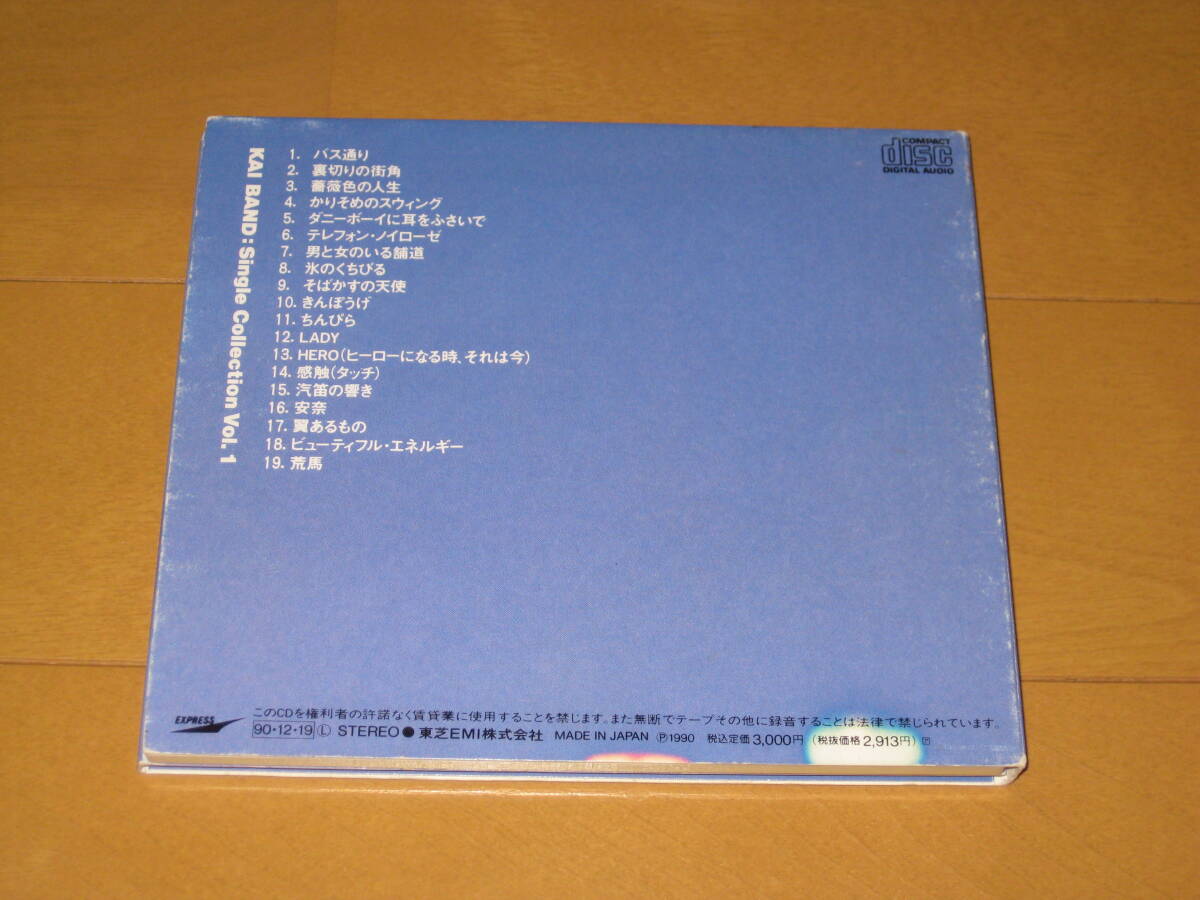 KAI BAND:Single Collection Vol. 1
1. バス通り
2. 裏切りの街角
3. 薔薇色の人生
4. かりそめのスウィング
5. ダニーボーイに耳をふさいで
6. テレフォン・ノイローゼ
7. 男と女のいる舗道
8. 氷のくちびる
9. そばかすの天使
10. きんぽうげ
11. ちんぴら
12. LADY
13. HERO(ヒーローになる時、それは今)
14. 感触(タッチ)
15. 汽笛の響き
16. 安奈
17. 翼あるもの
18. ビューティフル・エネルギー
19. 荒馬
COMPACT
disc
DIGITAL AUDIO
EXPRESS
このCDを権利者の許諾なく賃貸業に使用することを禁じます。また無断でテープその他に録音することは法律で禁じられています。
90・12・19 Ⓛ STEREO ● 東芝EMI株式会社 MADE IN JAPAN Ⓟ1990 税込定価 3,000円 (税抜価格 2,913円)